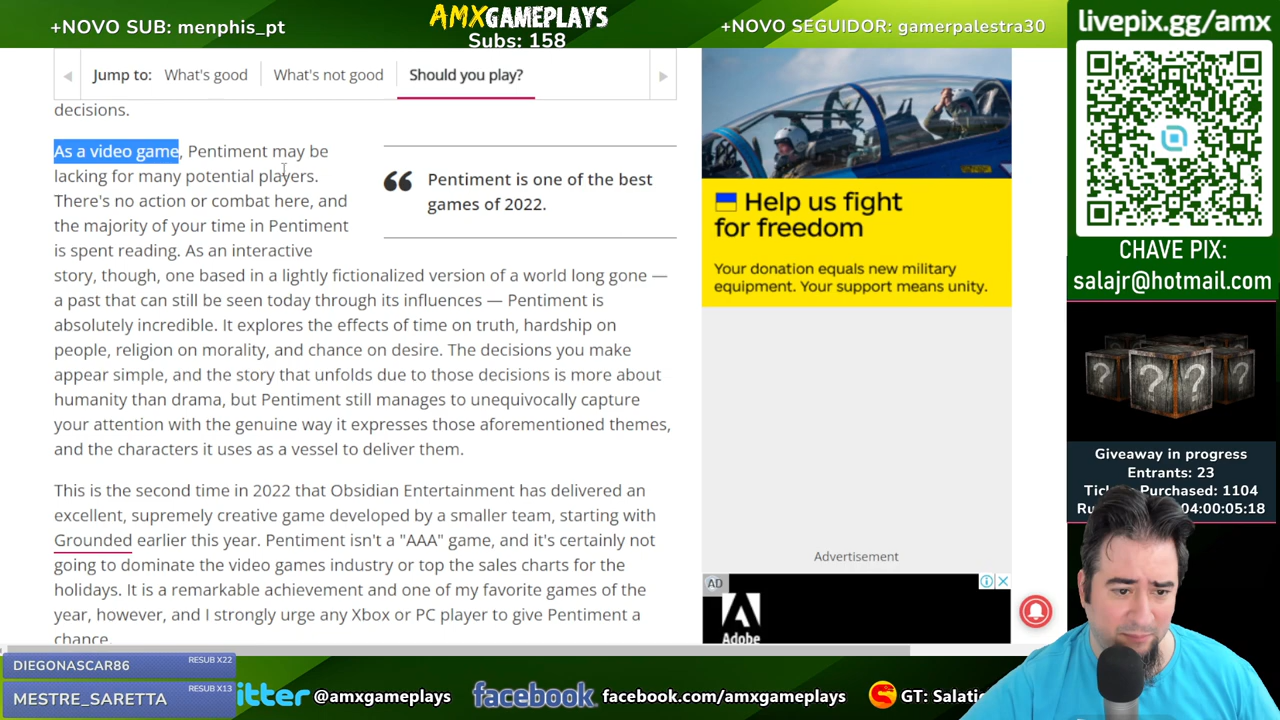 +NOVO SUB: menphis_pt
AMXGAMEPLAYS
Subs: 158
+NOVO SEGUIDOR: gamerpalestra30
livepix.gg/amx
Jump to:
What's good
What's not good
Should you play?
decisions.
As a video game, Pentiment may be
lacking for many potential players.
There's no action or combat here, and
the majority of your time in Pentiment
is spent reading. As an interactive
story, though, one based in a lightly fictionalized version of a world long gone —
a past that can still be seen today through its influences — Pentiment is
absolutely incredible. It explores the effects of time on truth, hardship on
people, religion on morality, and chance on desire. The decisions you make
appear simple, and the story that unfolds due to those decisions is more about
humanity than drama, but Pentiment still manages to unequivocally capture
your attention with the genuine way it expresses those aforementioned themes,
and the characters it uses as a vessel to deliver them.
Pentiment is one of the best
games of 2022.
This is the second time in 2022 that Obsidian Entertainment has delivered an
excellent, supremely creative game developed by a smaller team, starting with
Grounded earlier this year. Pentiment isn't a "AAA" game, and it's certainly not
going to dominate the video games industry or top the sales charts for the
holidays. It is a remarkable achievement and one of my favorite games of the
year, however, and I strongly urge any Xbox or PC player to give Pentiment a
chance.
Help us fight
for freedom
Your donation equals new military
equipment. Your support means unity.
Advertisement
AD
Adobe
CHAVE PIX:
salajr@hotmail.com
? ? ?
Giveaway in progress
Entrants: 23
Purchased: 1104
04:00:05:18
DIEGONASCAR86
RESUB X22
MESTRE_SARETTA
RESUB X13
itter
@amxgameplays
facebook
facebook.com/amxgameplays
GT: